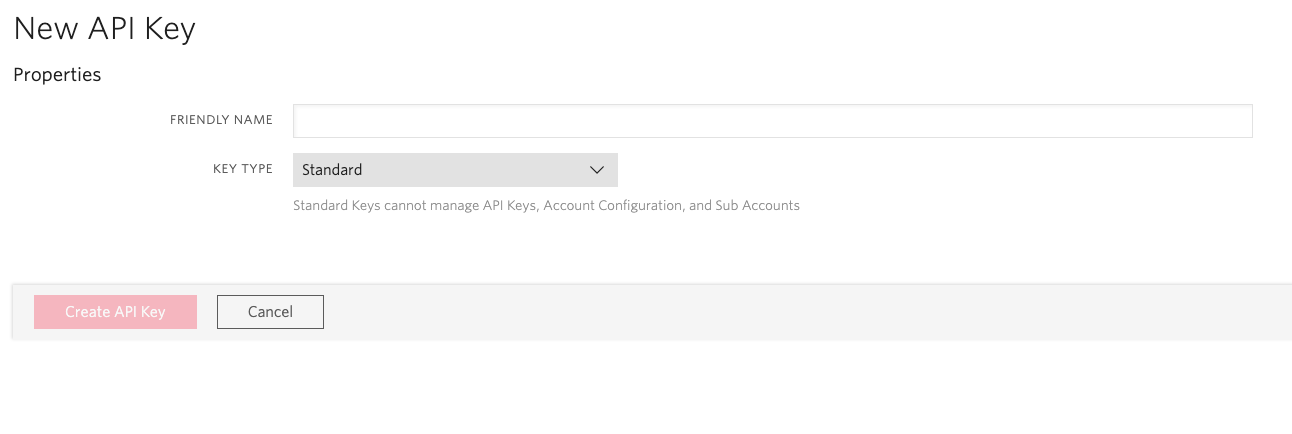 New API Key
Properties
FRIENDLY NAME
KEY TYPE
Standard
Standard Keys cannot manage API Keys, Account Configuration, and Sub Accounts
Create API Key
Cancel